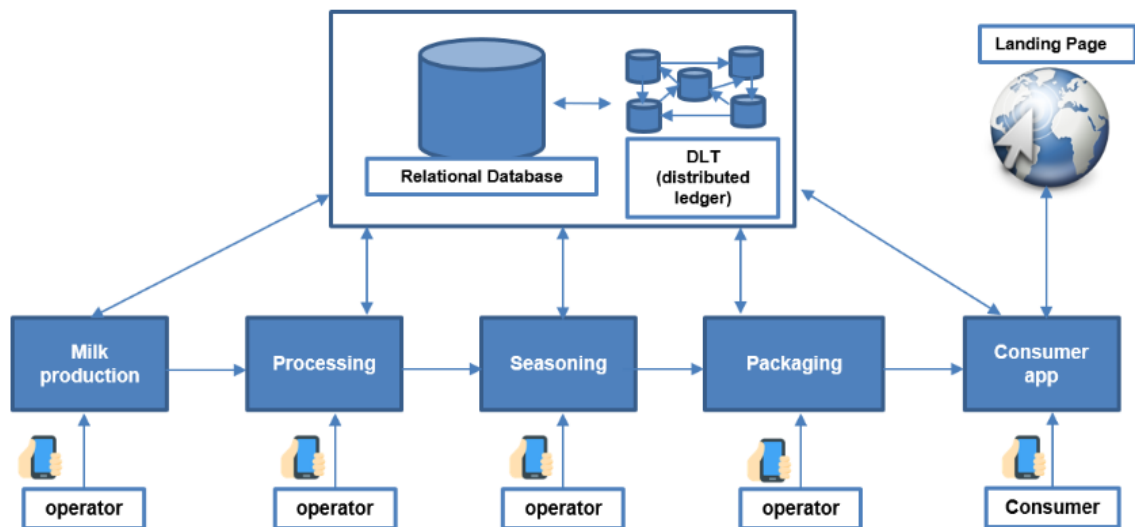 Landing Page
Relational Database
DLT
(distributed
ledger)
Milk
production
Processing
Seasoning
Packaging
Consumer
app
operator
operator
operator
operator
Consumer